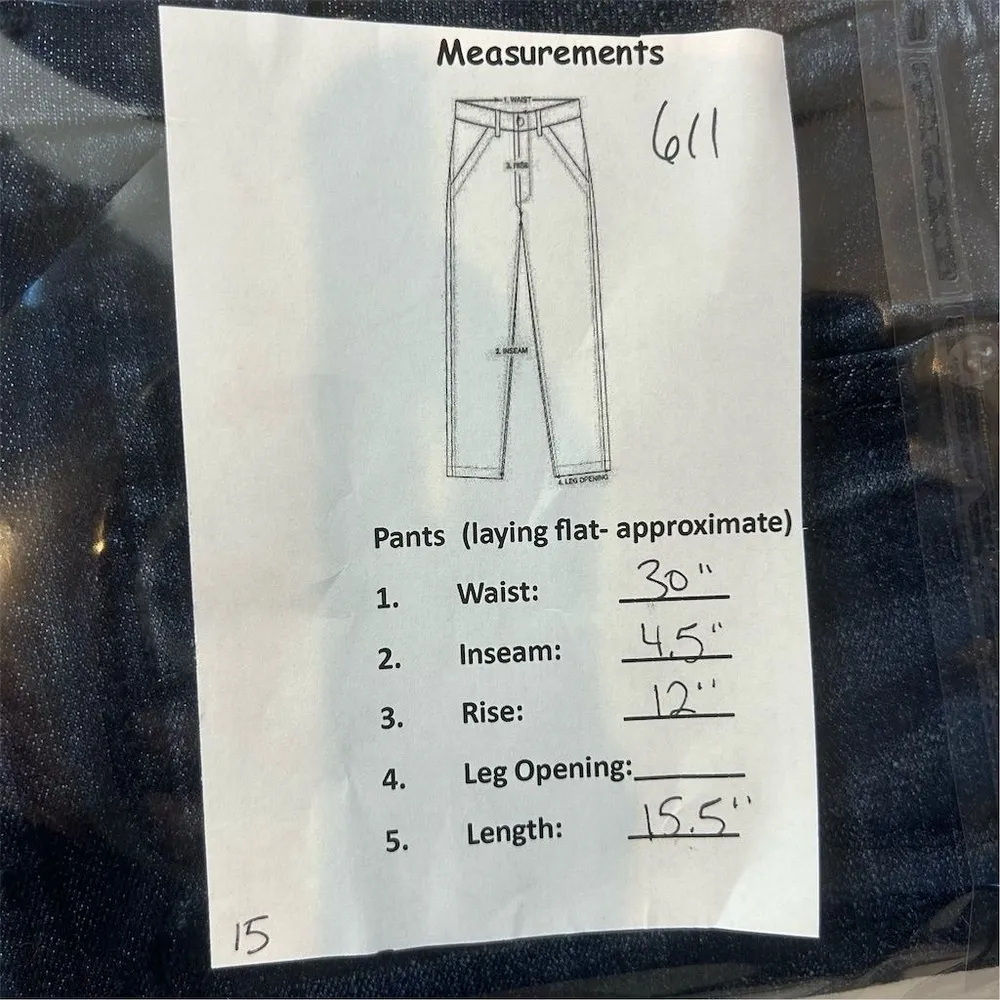 Measurements
611
1. WAIST
3. RISE
2. INSEAM
4. LEG OPENING
Pants (laying flat- approximate)
1. Waist: 30"
2. Inseam: 4.5"
3. Rise: 12"
4. Leg Opening:
5. Length: 15.5"
15